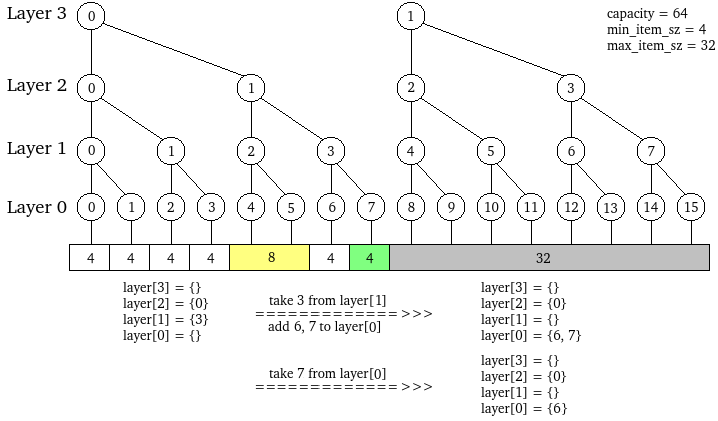 Layer 3 0 1 capacity = 64
min_item_sz = 4
max_item_sz = 32
Layer 2 0 1 2 3
Layer 1 0 1 2 3 4 5 6 7
Layer 0 0 1 2 3 4 5 6 7 8 9 10 11 12 13 14 15
4 4 4 4 8 4 4 32
layer[3] = {}
layer[2] = {0}
layer[1] = {3}
layer[0] = {}
take 3 from layer[1]
=============>>>
add 6, 7 to layer[0]
layer[3] = {}
layer[2] = {0}
layer[1] = {}
layer[0] = {6, 7}
take 7 from layer[0]
=============>>>
layer[3] = {}
layer[2] = {0}
layer[1] = {}
layer[0] = {6}